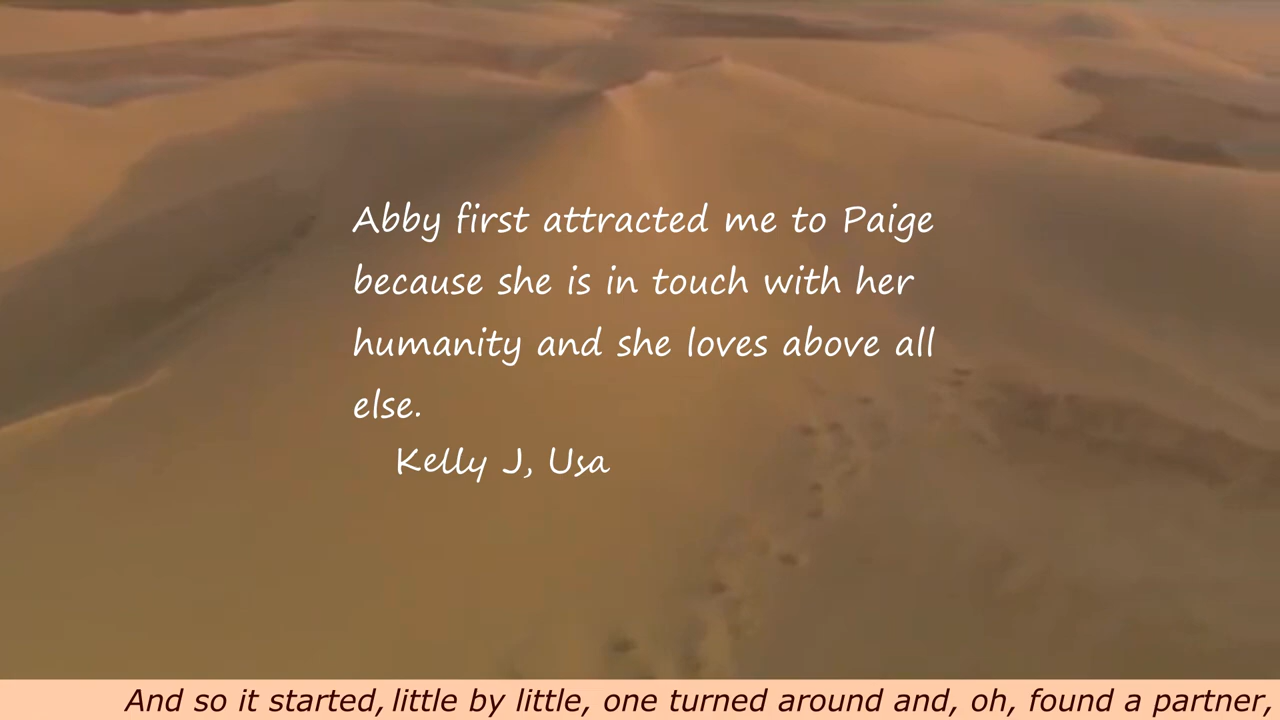 Abby first attracted me to Paige
because she is in touch with her
humanity and she loves above all
else.
Kelly J, Usa
And so it started, little by little, one turned around and, oh, found a partner,